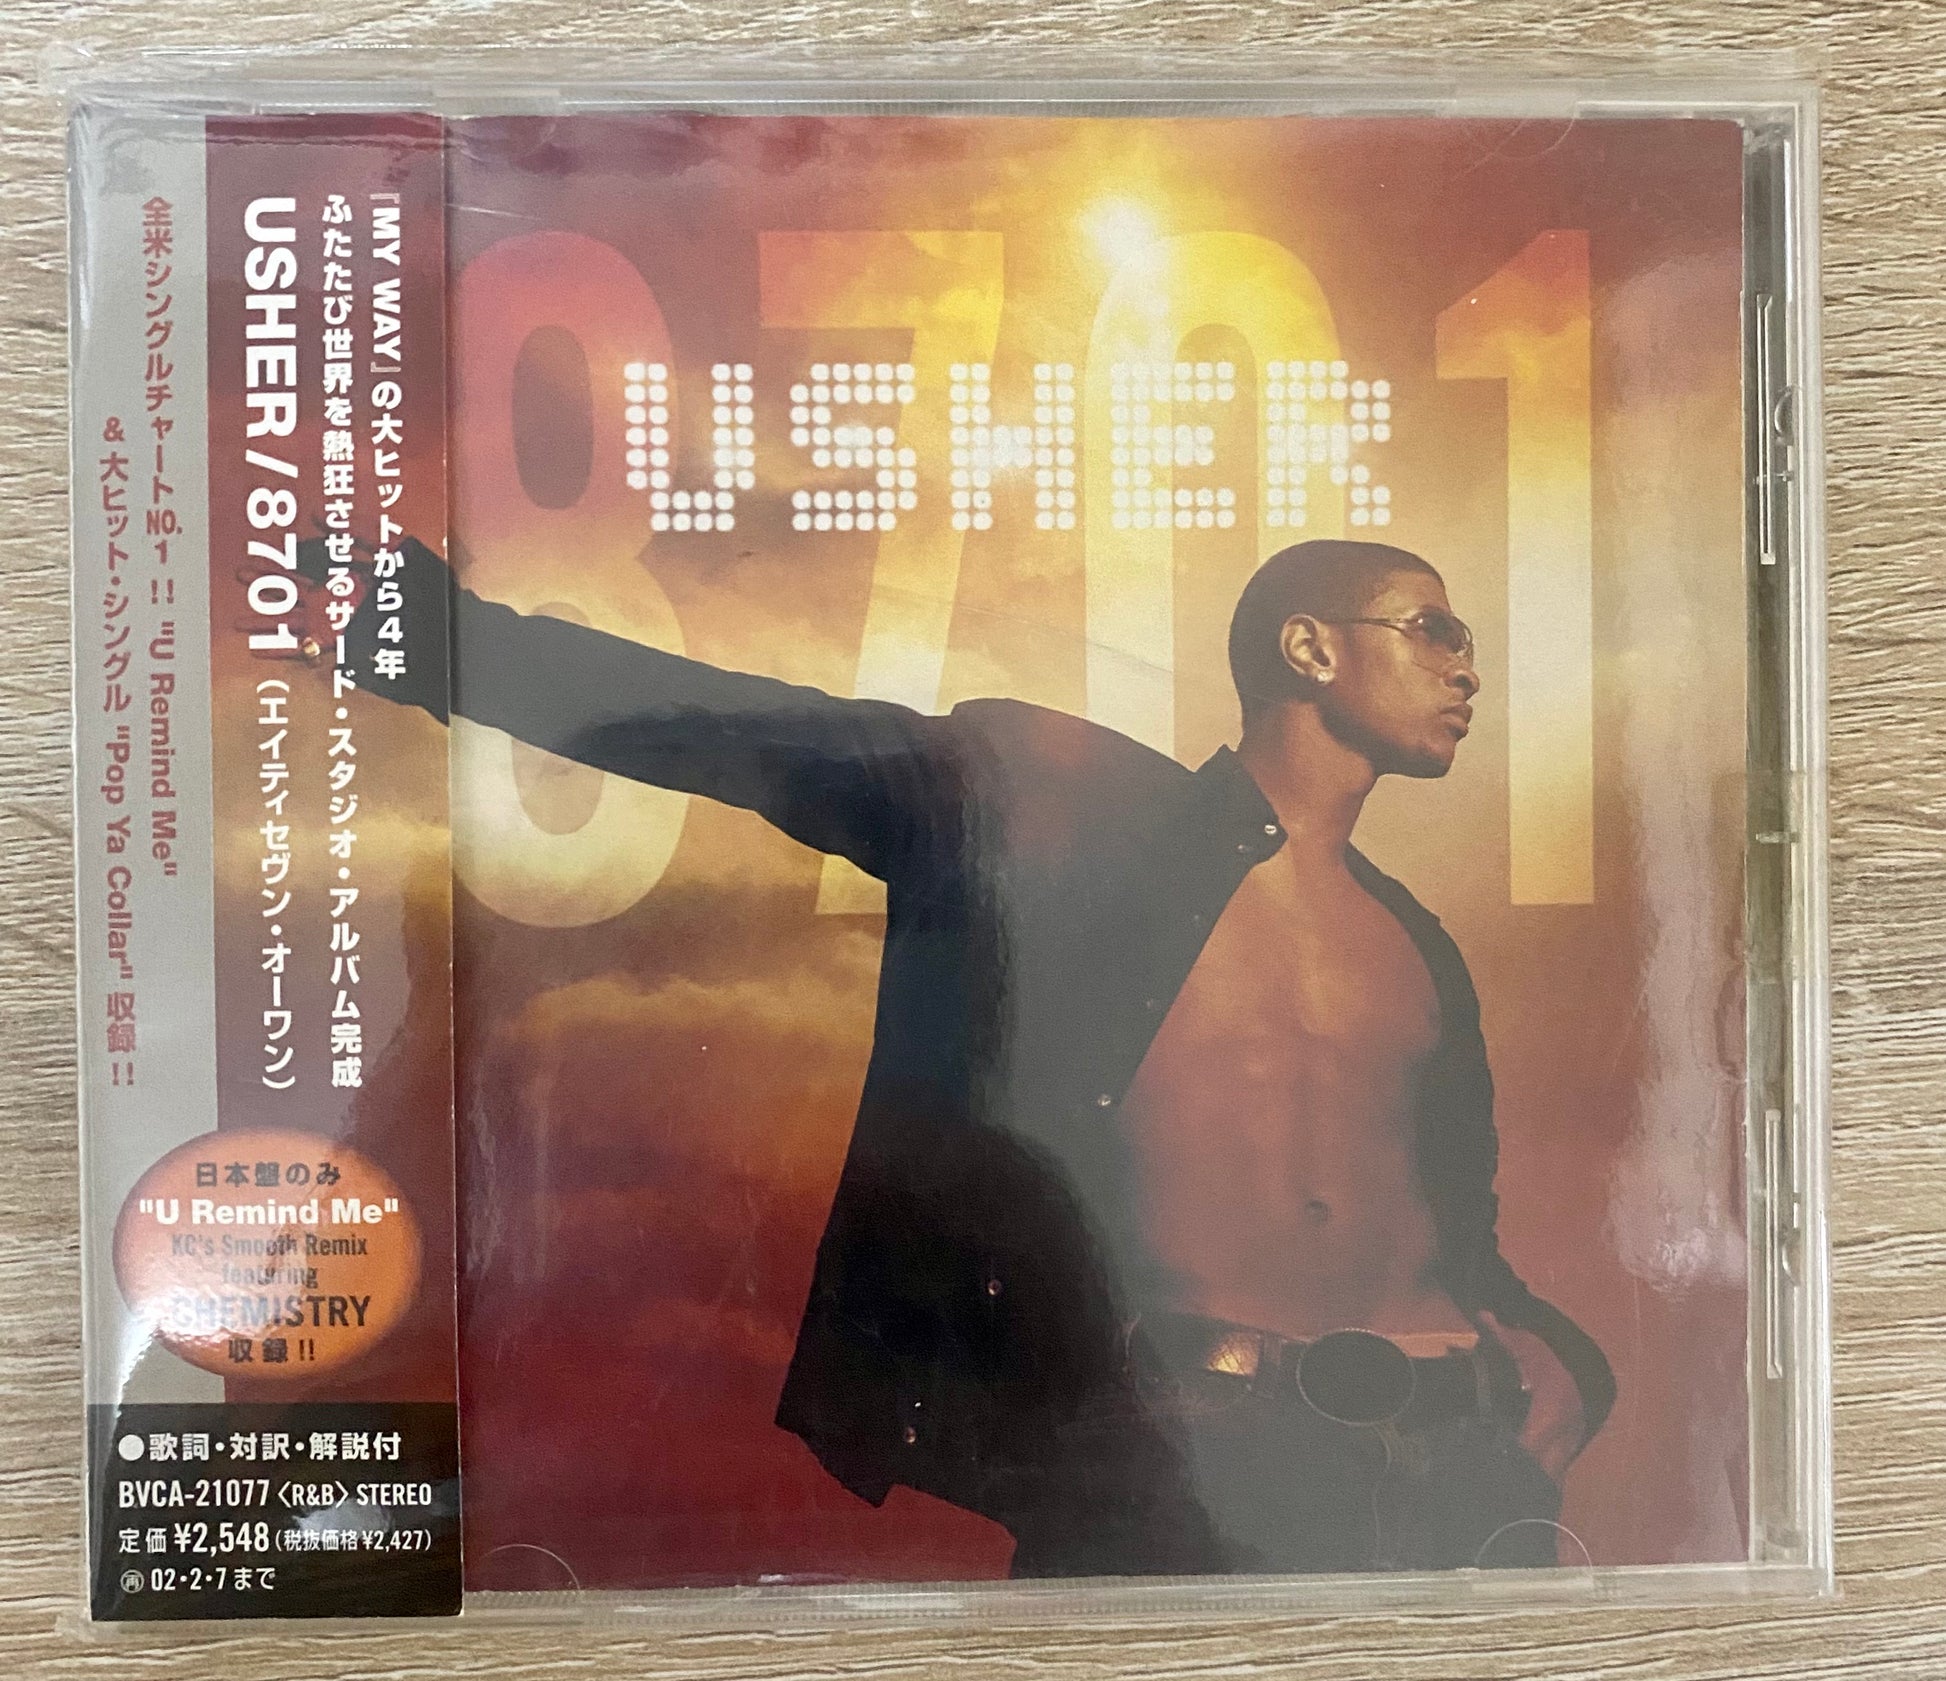 『MY WAY』の大ヒットから4年
ふたたび世界を熱狂させるサード・スタジオ・アルバム完成
USHER/8701(エイティセヴン・オーワン)
全米シングルチャートNO.1!! "U Remind Me"
& 大ヒット・シングル "Pop Ya Collar" 収録!!
日本盤のみ
"U Remind Me"
KC's Smooth Remix
featuring
CHEMISTRY
収録!!
●歌詞・対訳・解説付
BVCA-21077〈R&B〉STEREO
定価¥2,548(税抜価格¥2,427)
再 02・2・7まで
8701
USHER